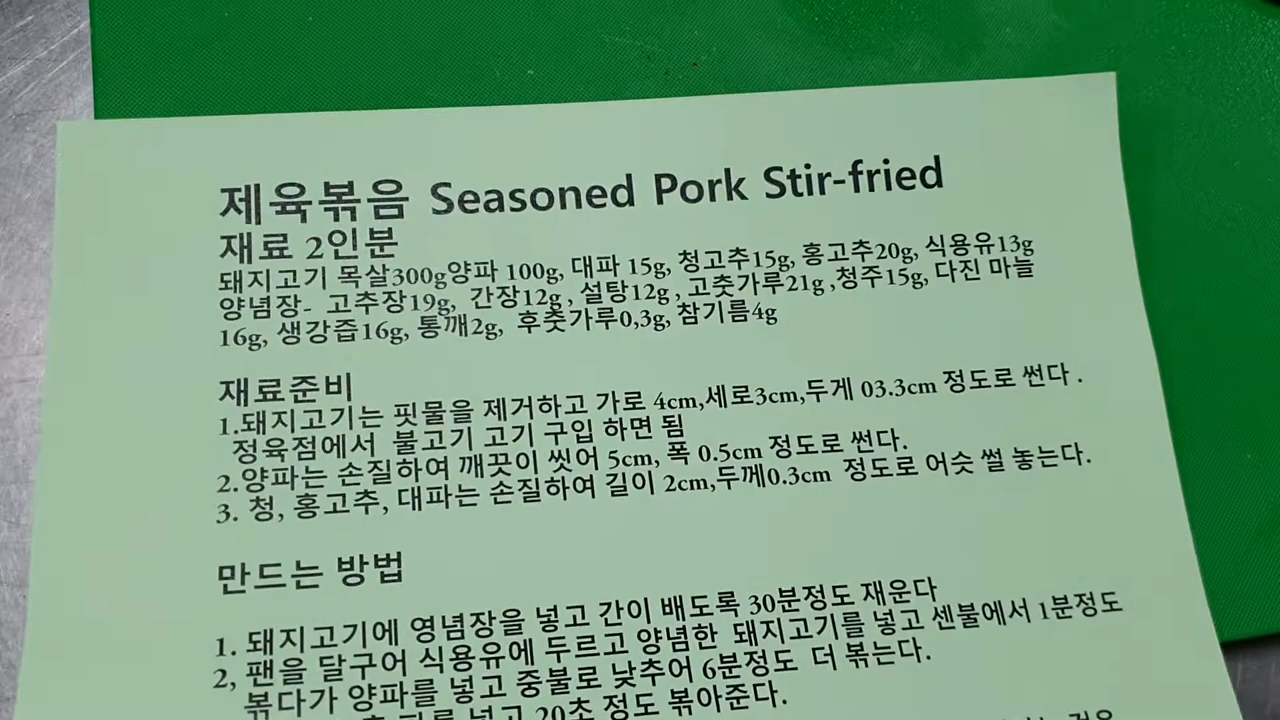 제육볶음 Seasoned Pork Stir-fried
재료 2인분
돼지고기 목살300g양파 100g, 대파 15g, 청고추15g, 홍고추20g, 식용유13g
양념장- 고추장19g, 간장12g , 설탕12g , 고춧가루21g ,청주15g, 다진 마늘
16g, 생강즙16g, 통깨2g, 후춧가루0,3g, 참기름4g
재료준비
1.돼지고기는 핏물을 제거하고 가로 4cm,세로3cm,두게 03.3cm 정도로 썬다 .
정육점에서 불고기 고기 구입 하면 됨
2.양파는 손질하여 깨끗이 씻어 5cm, 폭 0.5cm 정도로 썬다.
3. 청, 홍고추, 대파는 손질하여 길이 2cm,두께0.3cm 정도로 어슷 썰 놓는다.
만드는 방법
1. 돼지고기에 영념장을 넣고 간이 배도록 30분정도 재운다
2, 팬을 달구어 식용유에 두르고 양념한 돼지고기를 넣고 센불에서 1분정도
볶다가 양파를 넣고 중불로 낮추어 6분정도 더 볶는다.
넣고 20초 정도 볶아준다.